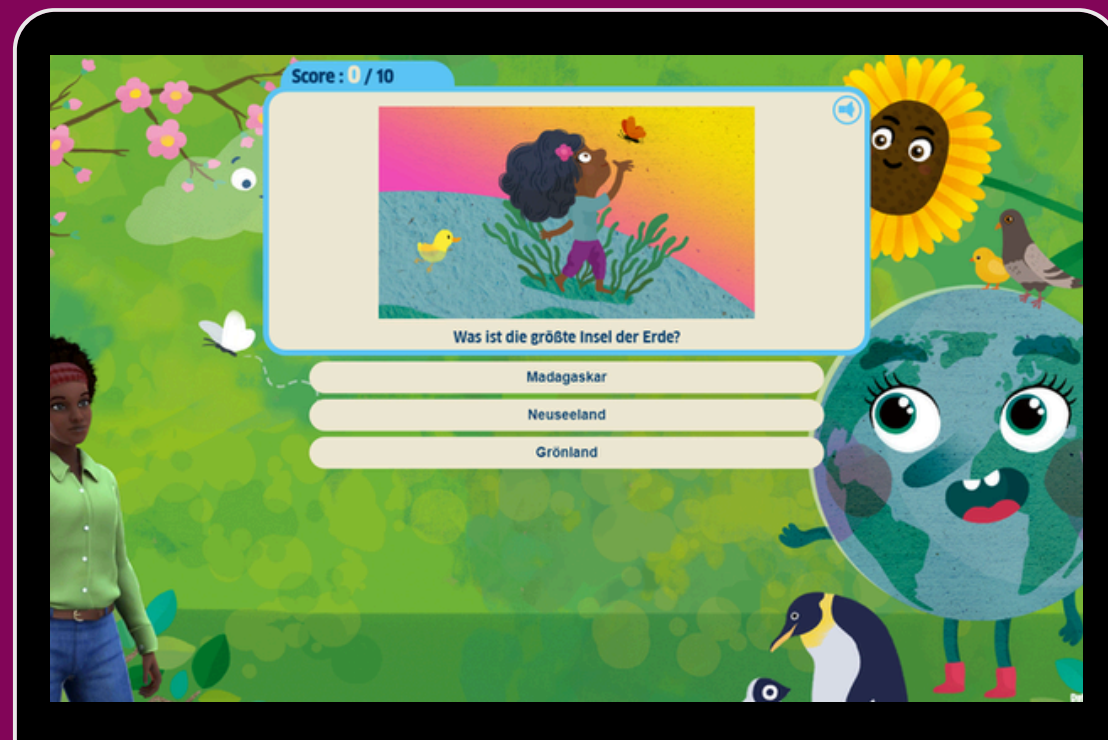 Score : 0 / 10
Was ist die größte Insel der Erde?
Madagaskar
Neuseeland
Grönland